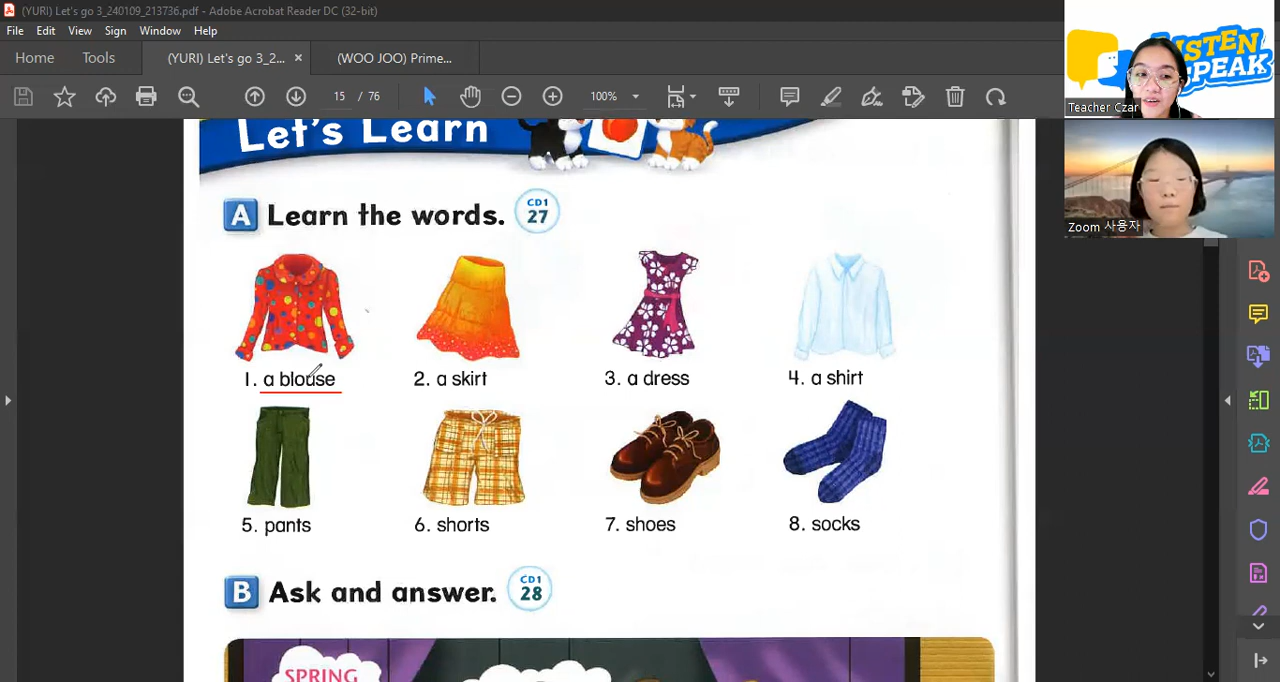 (YURI) Let's go 3_240109_213736.pdf - Adobe Acrobat Reader DC (32-bit)
File Edit View Sign Window Help
Home Tools (YURI) Let's go 3_2... × (WOO JOO) Prime...
15 / 76 100%
LISTEN
SPEAK
Teacher Czar
Zoom 사용자
Let's Learn
A Learn the words. CD1 27
1. a blouse 2. a skirt 3. a dress 4. a shirt
5. pants 6. shorts 7. shoes 8. socks
B Ask and answer. CD1 28
SPRING